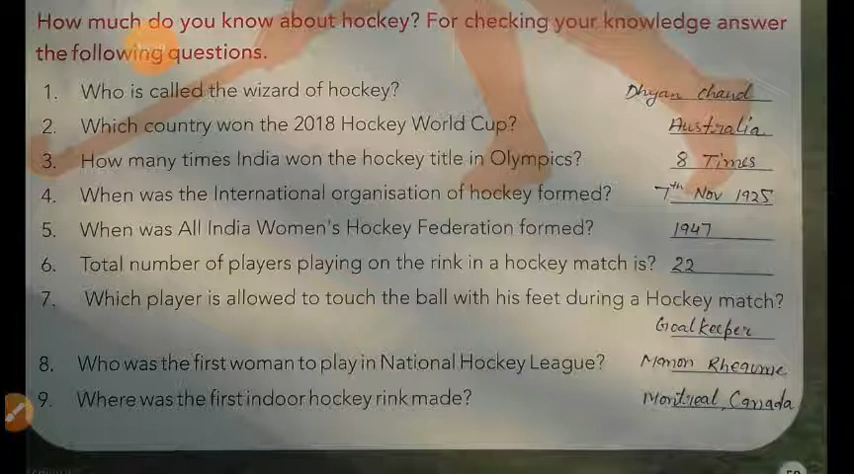 How much do you know about hockey? For checking your knowledge answer
the following questions.
1. Who is called the wizard of hockey? Dhyan chand
2. Which country won the 2018 Hockey World Cup? Australia
3. How many times India won the hockey title in Olympics? 8 Times
4. When was the International organisation of hockey formed? 7th Nov 1925
5. When was All India Women's Hockey Federation formed? 1947
6. Total number of players playing on the rink in a hockey match is? 22
7. Which player is allowed to touch the ball with his feet during a Hockey match?
Goalkeeper
8. Who was the first woman to play in National Hockey League? Manon Rheaume
9. Where was the first indoor hockey rink made? Montreal, Canada